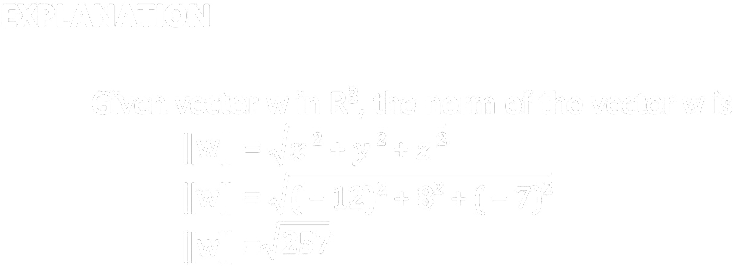 EXPLANATION
Given vector w in R³, the norm of the vector w is
||w|| = √x² + y² + z²
||w|| = √(-12)² + 8² + (-7)²
||w|| = √257